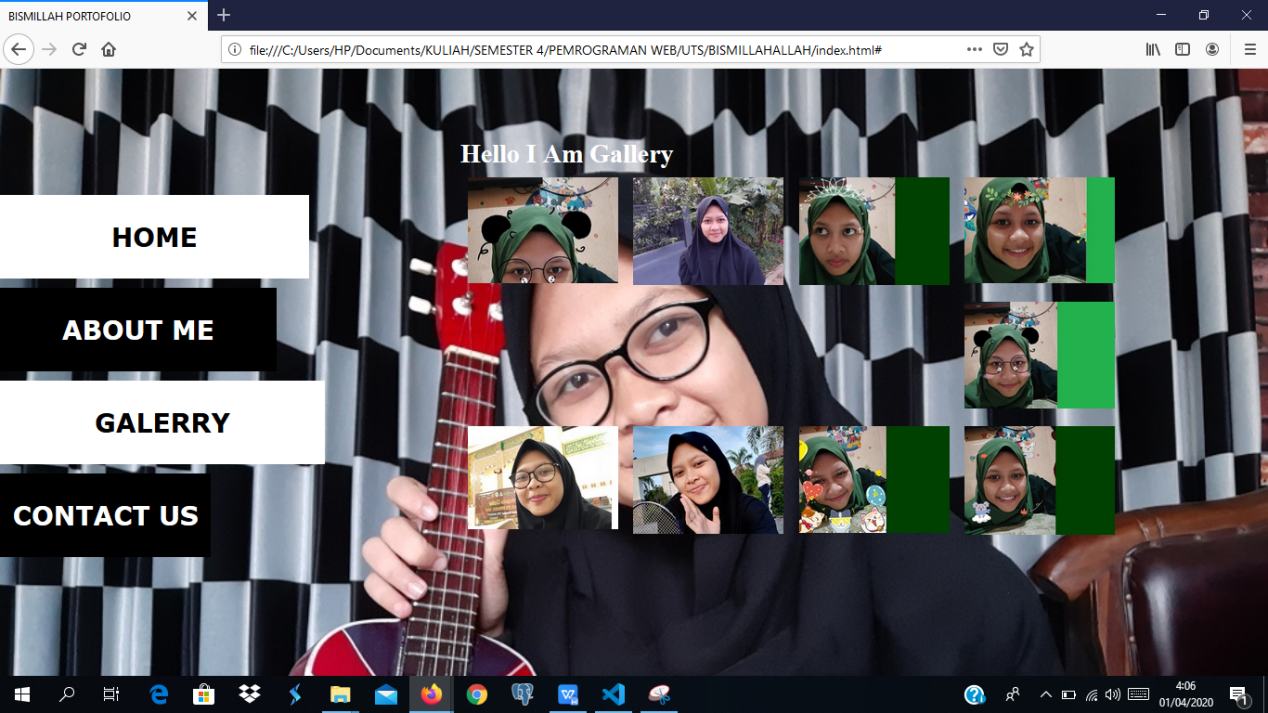 BISMILLAH PORTOFOLIO
file:///C:/Users/HP/Documents/KULIAH/SEMESTER 4/PEMROGRAMAN WEB/UTS/BISMILLAHALLAH/index.html#
Hello I Am Gallery
HOME
ABOUT ME
GALERRY
CONTACT US
4:06
01/04/2020
1